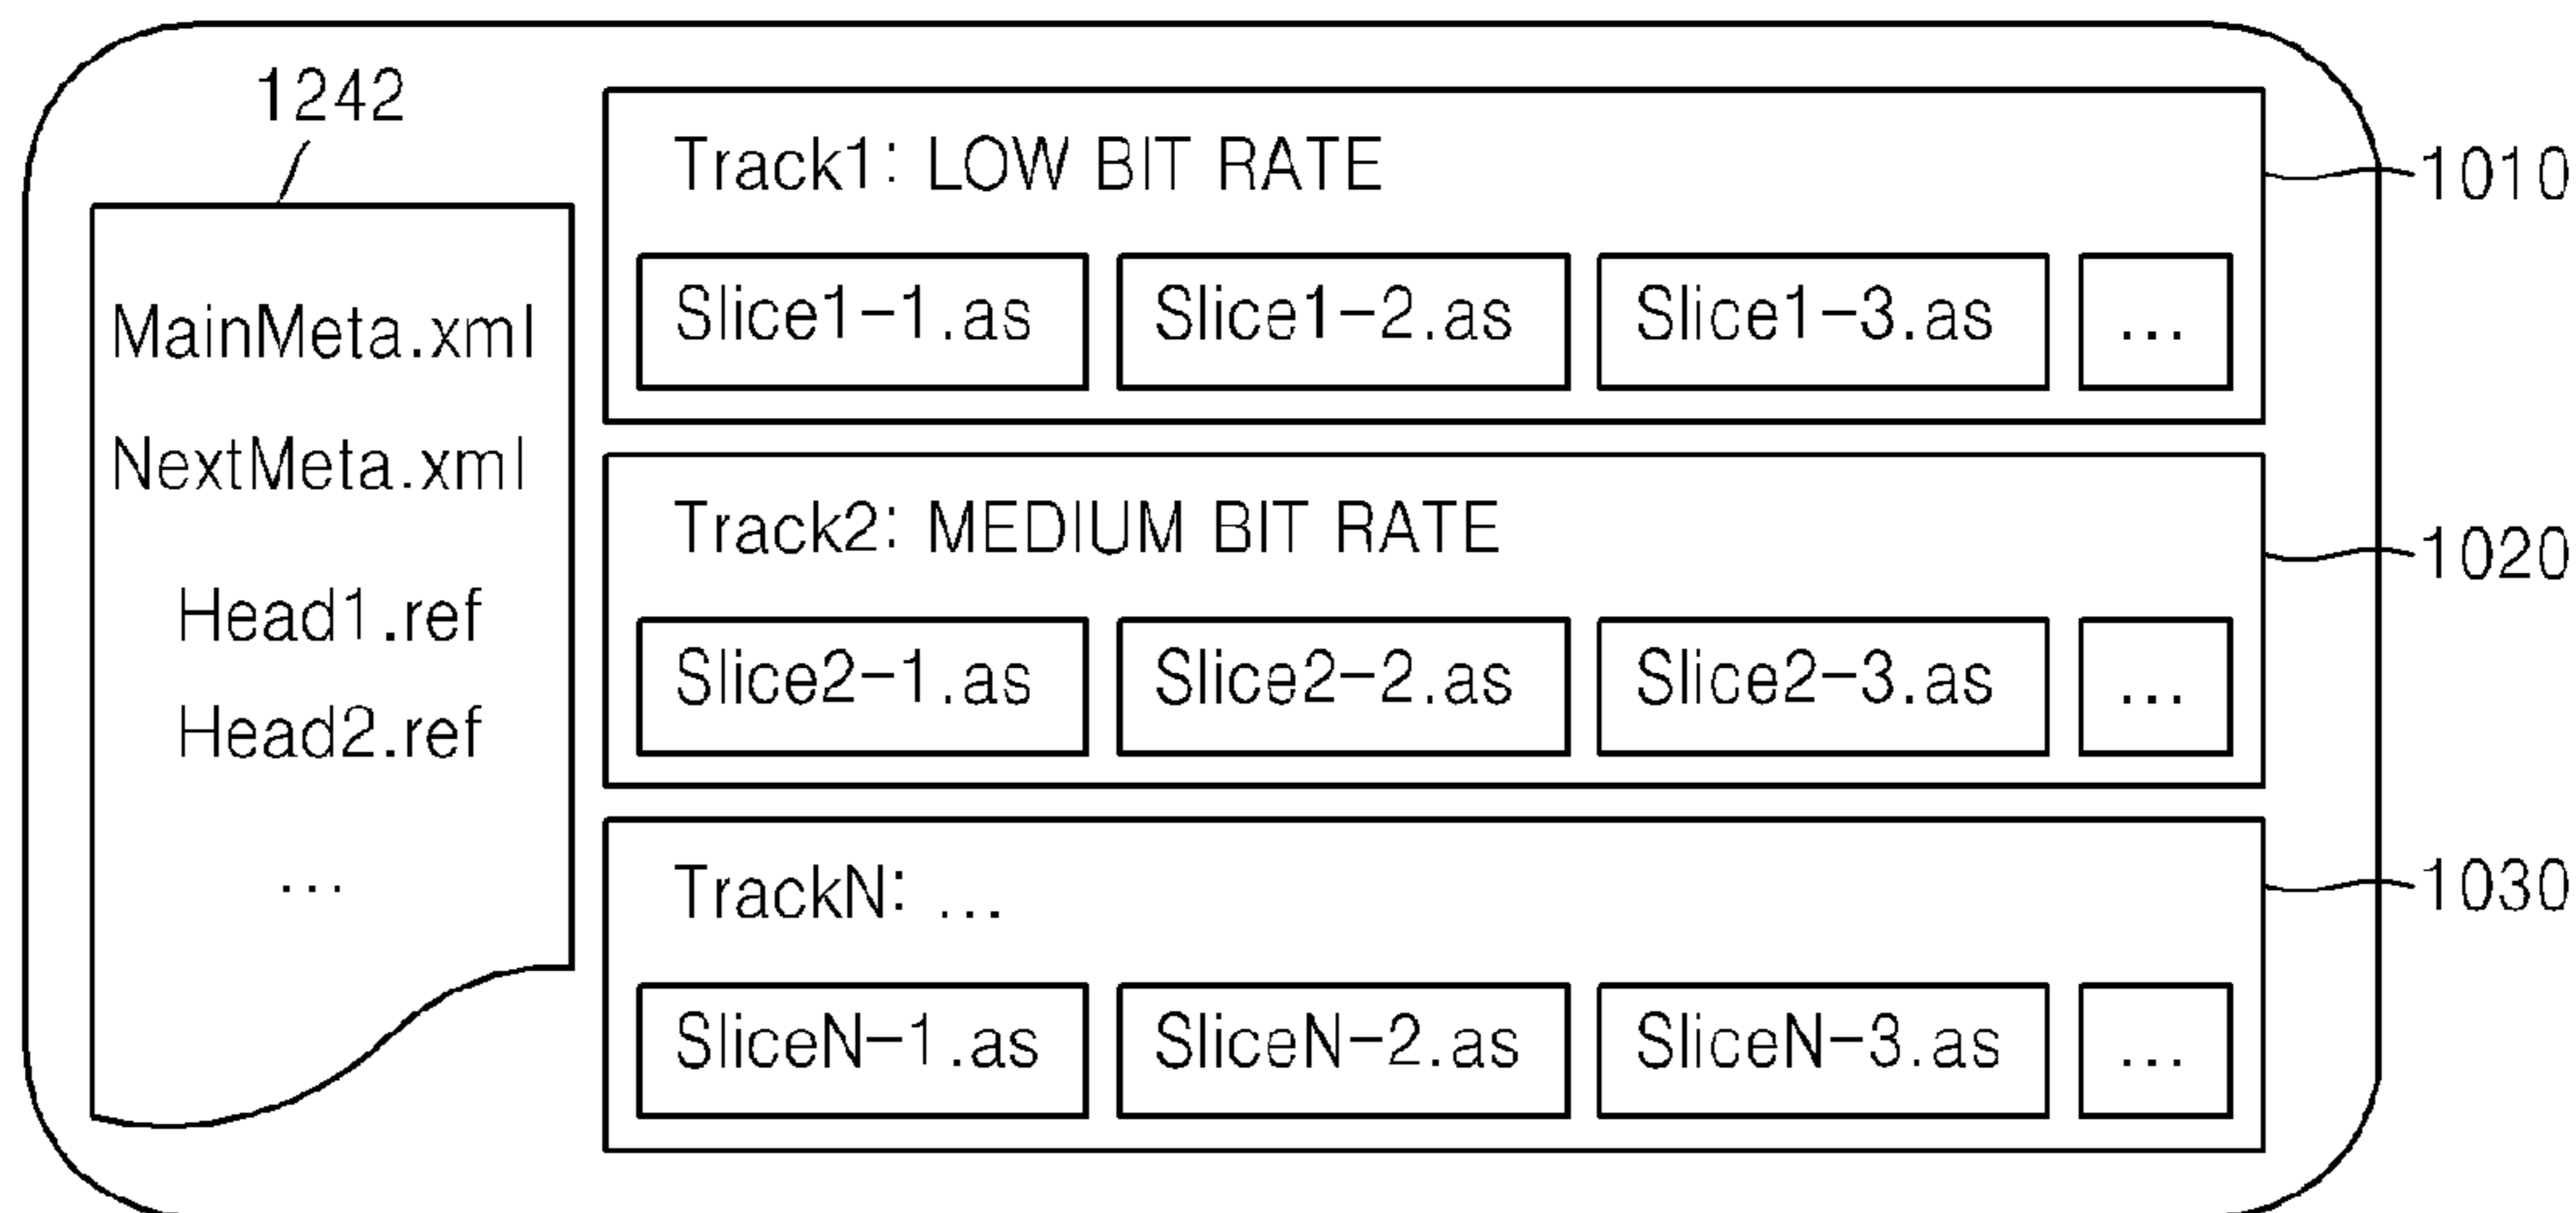 1242
MainMeta.xml
NextMeta.xml
Head1.ref
Head2.ref
...
Track1: LOW BIT RATE
1010
Slice1-1.as
Slice1-2.as
Slice1-3.as
...
Track2: MEDIUM BIT RATE
1020
Slice2-1.as
Slice2-2.as
Slice2-3.as
...
TrackN: ...
1030
SliceN-1.as
SliceN-2.as
SliceN-3.as
...